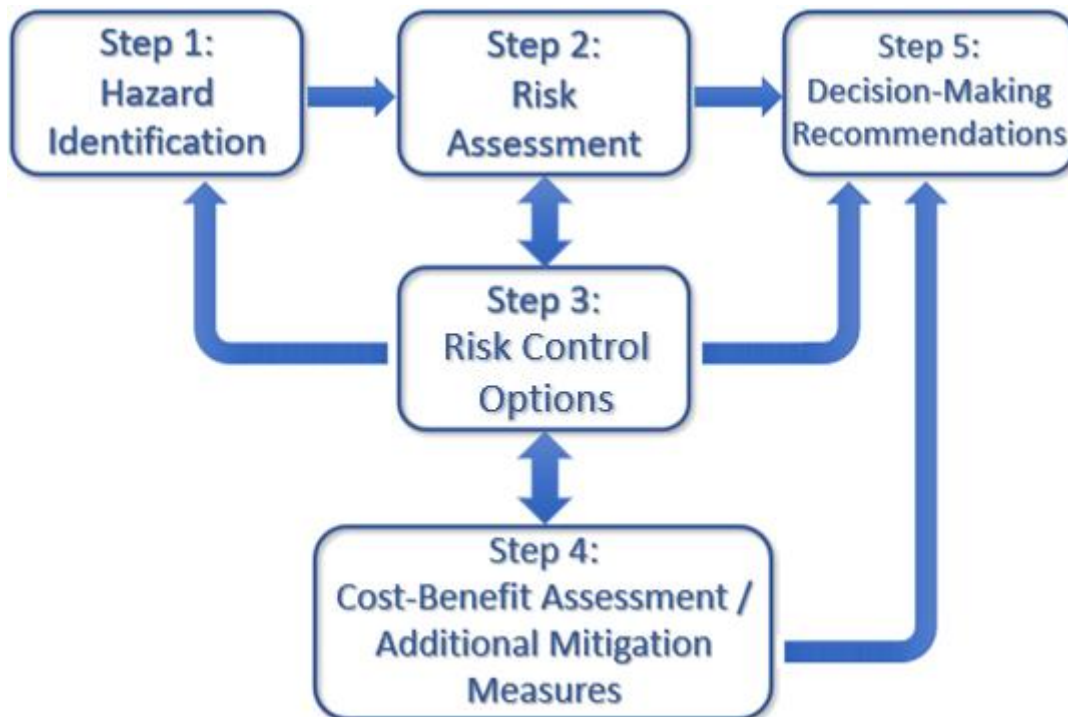 Step 1:
Hazard
Identification
Step 2:
Risk
Assessment
Step 5:
Decision-Making
Recommendations
Step 3:
Risk Control
Options
Step 4:
Cost-Benefit Assessment /
Additional Mitigation
Measures